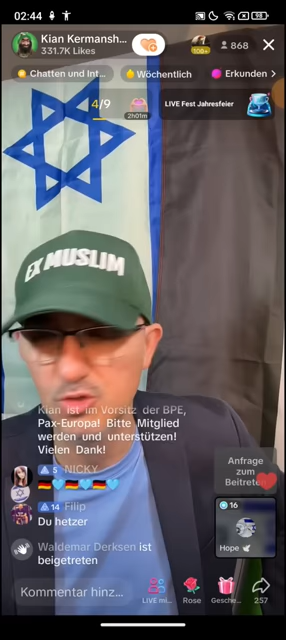 02:44
98
Kian Kermansh...
331.7K Likes
108+
868
Chatten und Int...
Wöchentlich
Erkunden
4/9
2h01m
LIVE Fest Jahresfeier
EX MUSLIM
Kian ist im Vorsitz der BPE,
Pax-Europa! Bitte Mitglied
werden und unterstützen!
Vielen Dank!
5 NICKY
14 Filip
Du hetzer
Waldemar Derksen ist
beigetreten
Anfrage
zum
Beitreten
16
Hope
Kommentar hinz...
LIVE mi...
Rose
Gesche...
257